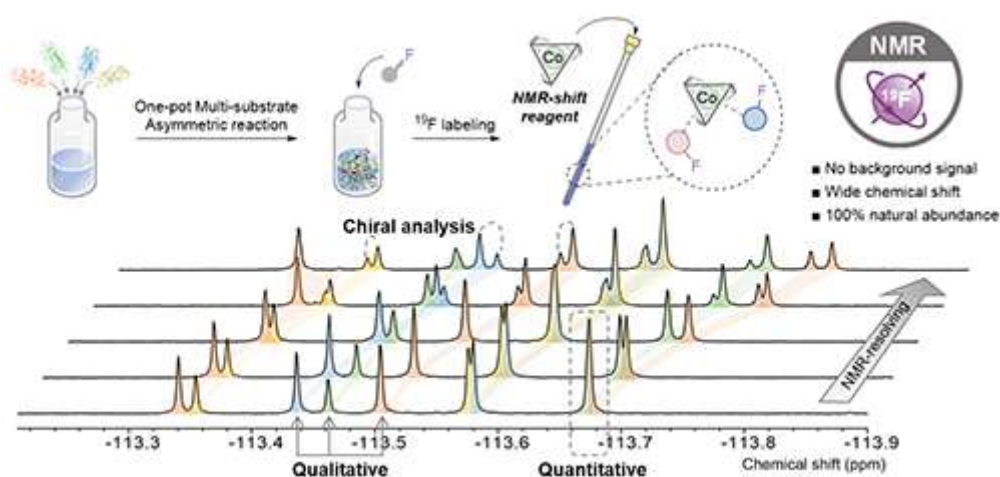 F
One-pot Multi-substrate
Asymmetric reaction
¹⁹F labeling
Co
NMR-shift
reagent
Co
F
F
NMR
¹⁹F
■ No background signal
■ Wide chemical shift
■ 100% natural abundance
Chiral analysis
NMR-resolving
-113.3 -113.4 -113.5 -113.6 -113.7 -113.8 -113.9
Qualitative Quantitative Chemical shift (ppm)